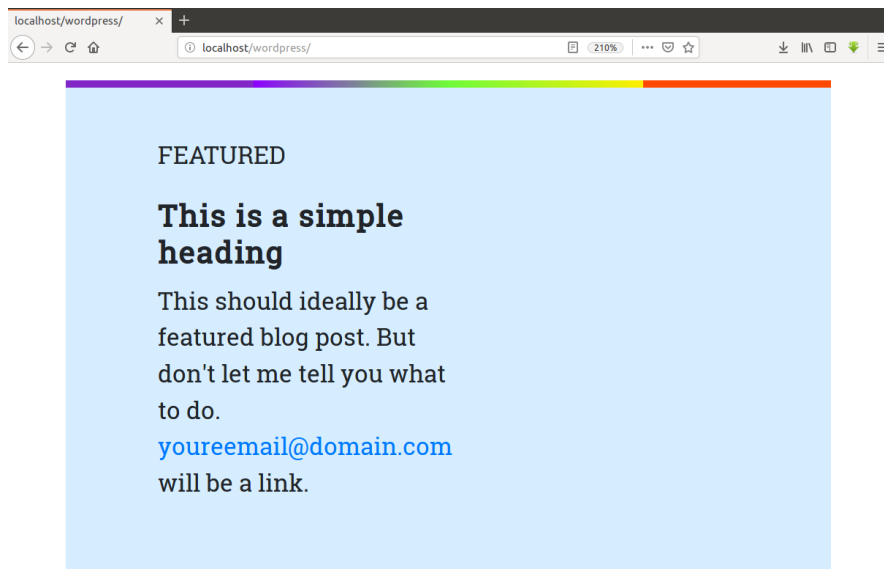 localhost/wordpress/
localhost/wordpress/
210%
FEATURED
This is a simple
heading
This should ideally be a
featured blog post. But
don't let me tell you what
to do.
youreemail@domain.com
will be a link.